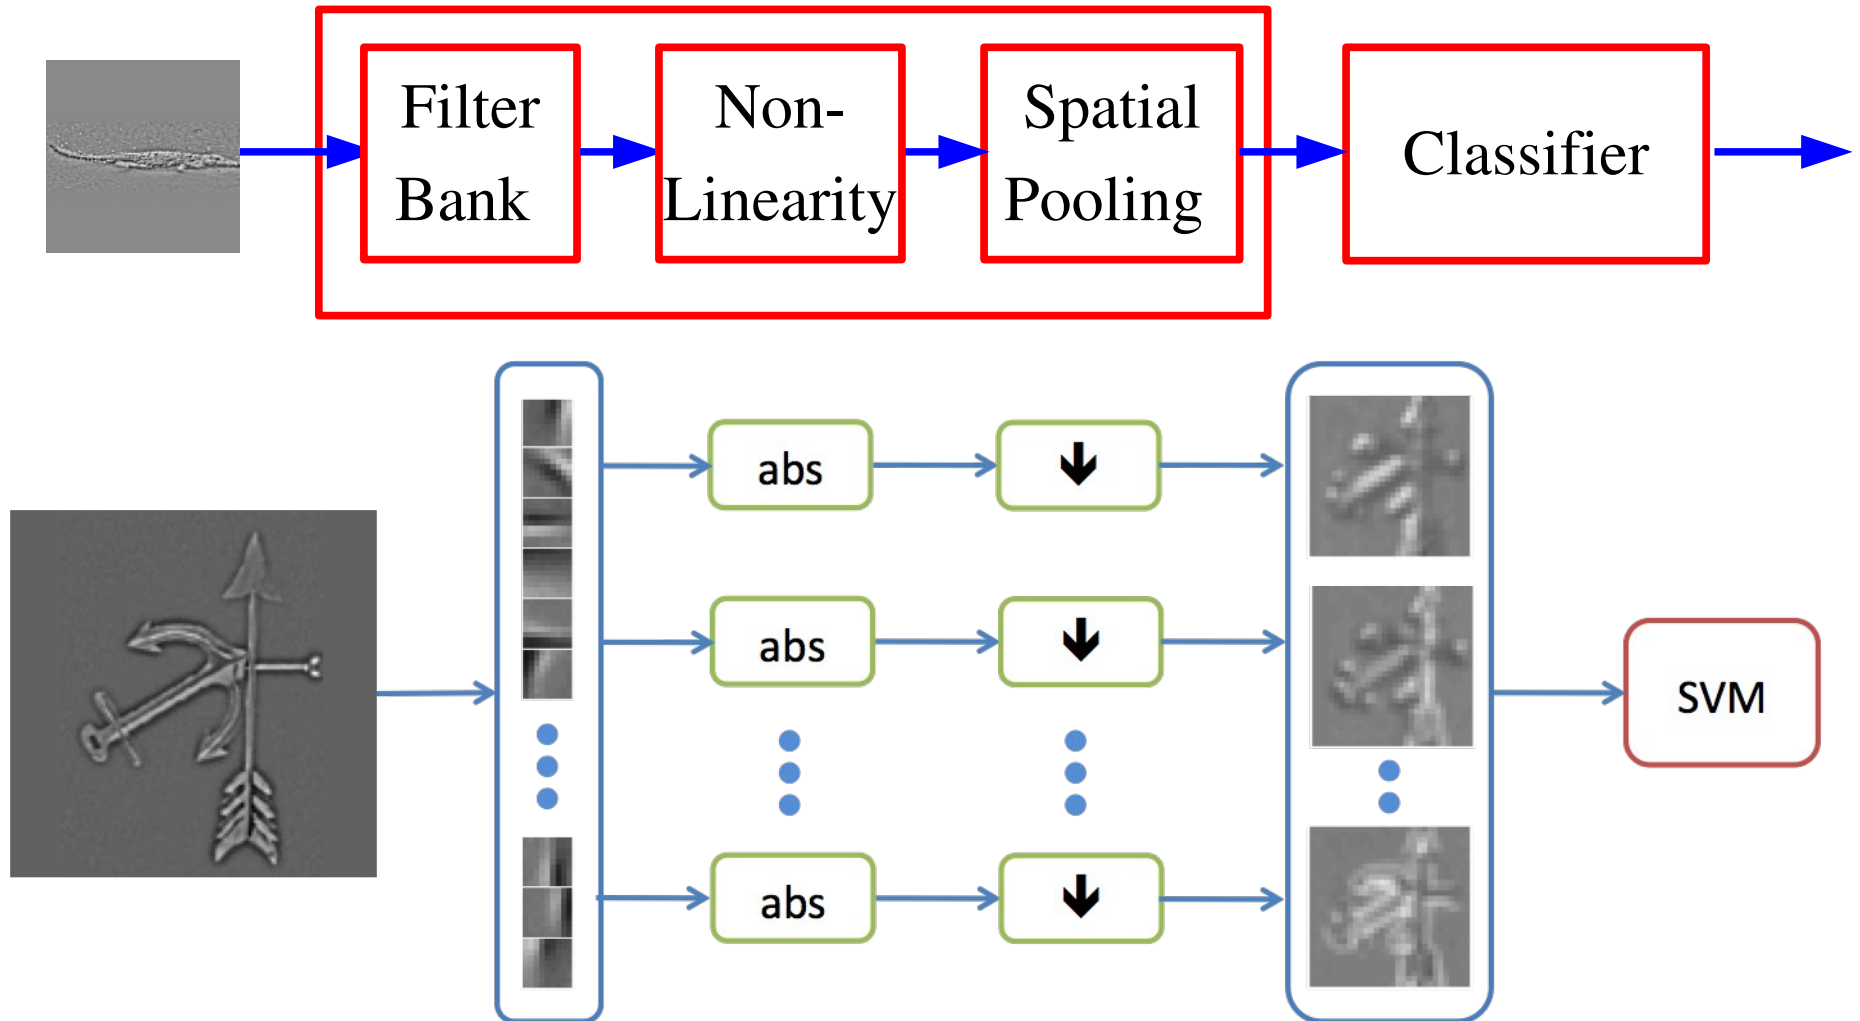 Filter
Bank
Non-
Linearity
Spatial
Pooling
Classifier
abs
abs
abs
SVM